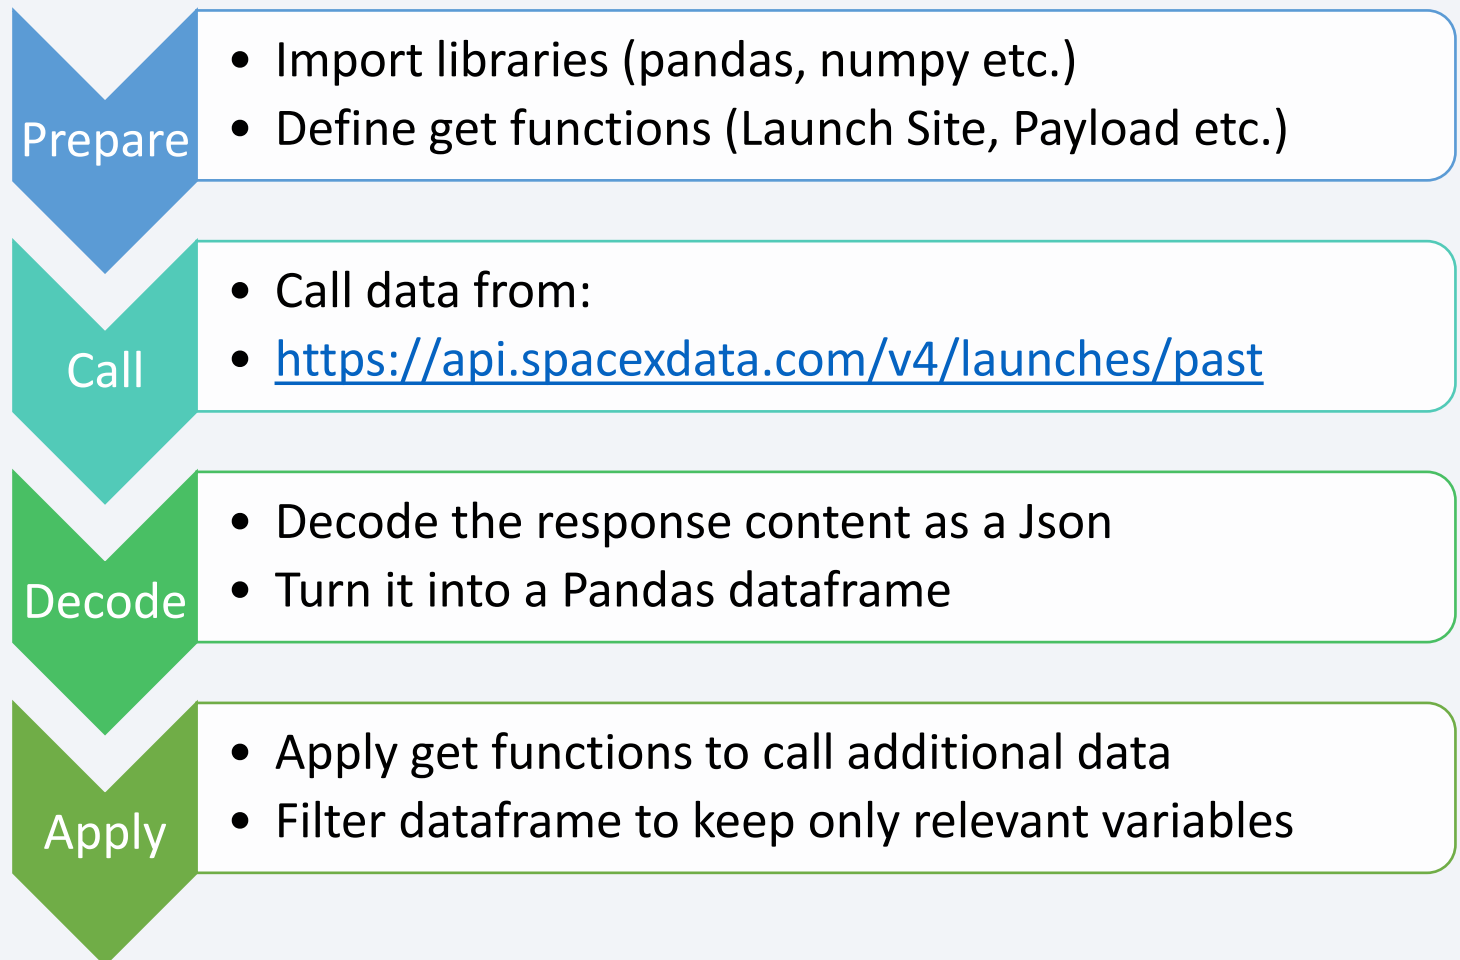 Prepare
• Import libraries (pandas, numpy etc.)
• Define get functions (Launch Site, Payload etc.)
Call
• Call data from:
• https://api.spacexdata.com/v4/launches/past
Decode
• Decode the response content as a Json
• Turn it into a Pandas dataframe
Apply
• Apply get functions to call additional data
• Filter dataframe to keep only relevant variables